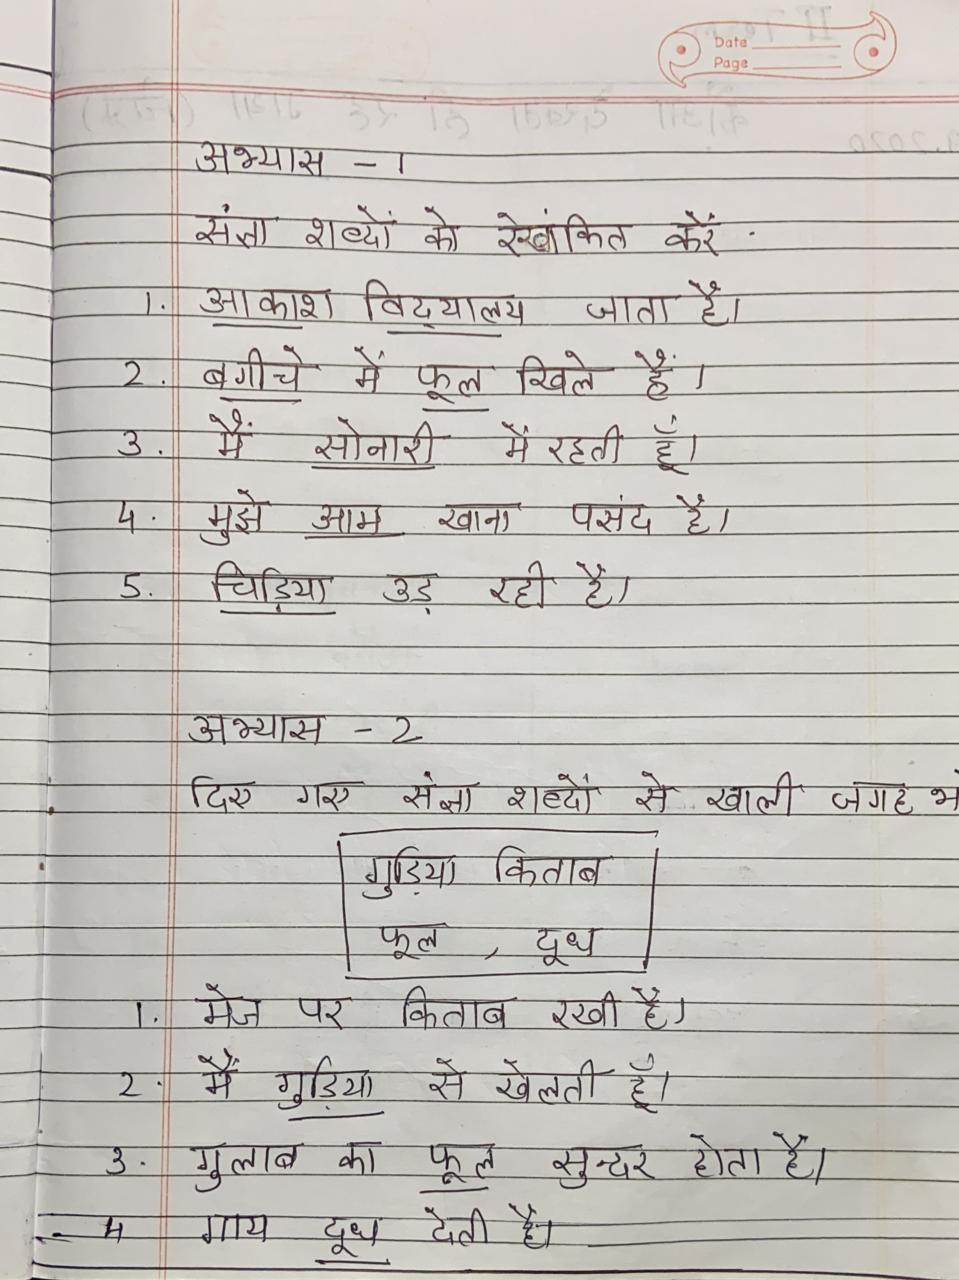 Date
Page
अभ्यास - 1
संज्ञा शब्दों को रेखांकित करें .
1. आकाश विद्यालय जाता है।
2. बगीचे में फूल खिले हैं।
3. मैं सोनारी में रहती हूँ।
4. मुझे आम खाना पसंद है।
5. चिड़िया उड़ रही है।
अभ्यास - 2
दिए गए संज्ञा शब्दों से खाली जगह
गुड़िया किताब
फूल , दूध
1. मेज पर किताब रखी है।
2. मैं गुड़िया से खेलती हूँ।
3. गुलाब का फूल सुन्दर होता है।
4 गाय दूध देती है।